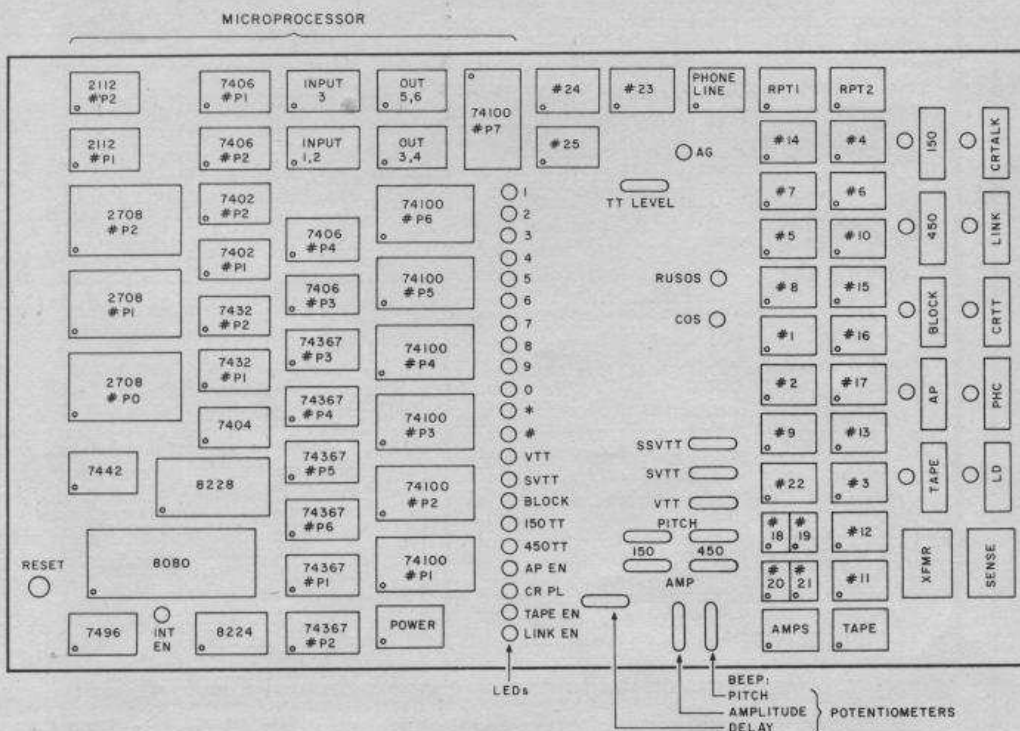 MICROPROCESSOR
2112
#P2
7406
#P1
INPUT
3
OUT
5,6
74100
#P7
#24
#23
PHONE
LINE
RPT1
RPT2
2112
#P1
7406
#P2
INPUT
1,2
OUT
3,4
#25
AG
#14
#4
150
CRTALK
2708
#P2
7402
#P2
74100
#P6
TT LEVEL
#7
#6
7406
#P4
#5
#10
450
LINK
7402
#P1
74100
#P5
RUSOS
#8
#15
2708
#P1
7406
#P3
7432
#P2
COS
#1
#16
BLOCK
CRTT
74367
#P3
74100
#P4
2708
#P0
7432
#P1
#2
#17
AP
PHC
74367
#P4
7404
74100
#P3
#9
#13
SSVTT
7442
8228
74367
#P5
SVTT
#22
#3
TAPE
LD
74100
#P2
VTT
74367
#P6
PITCH
#
18
#
19
#12
150
450
8080
74367
#P1
74100
#P1
AMP
#
20
#
21
#11
XFMR
SENSE
RESET
7496
INT
EN
8224
74367
#P2
POWER
AMPS
TAPE
1
2
3
4
5
6
7
8
9
0
*
#
VTT
SVTT
BLOCK
150TT
450TT
AP EN
CR PL
TAPE EN
LINK EN
LEDs
BEEP:
PITCH
AMPLITUDE
DELAY
POTENTIOMETERS